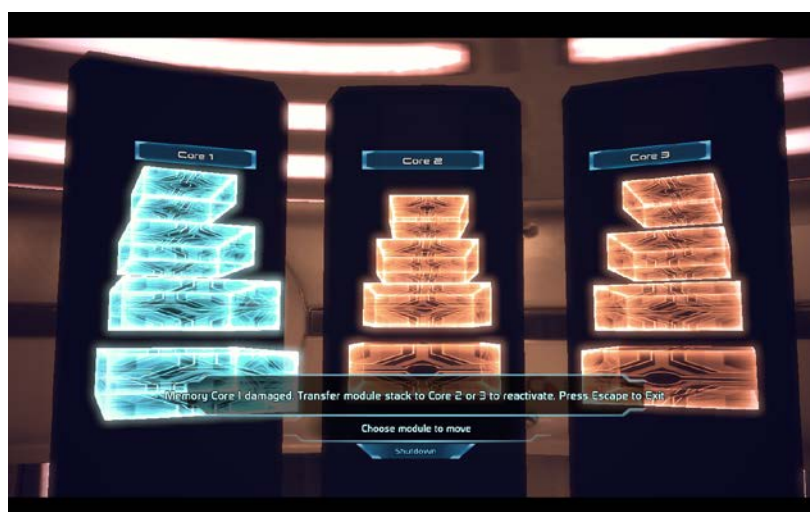 Core 1
Core 2
Core 3
Memory Core 1 damaged. Transfer module stack to Core 2 or 3 to reactivate. Press Escape to Exit
Choose module to move
Shutdown